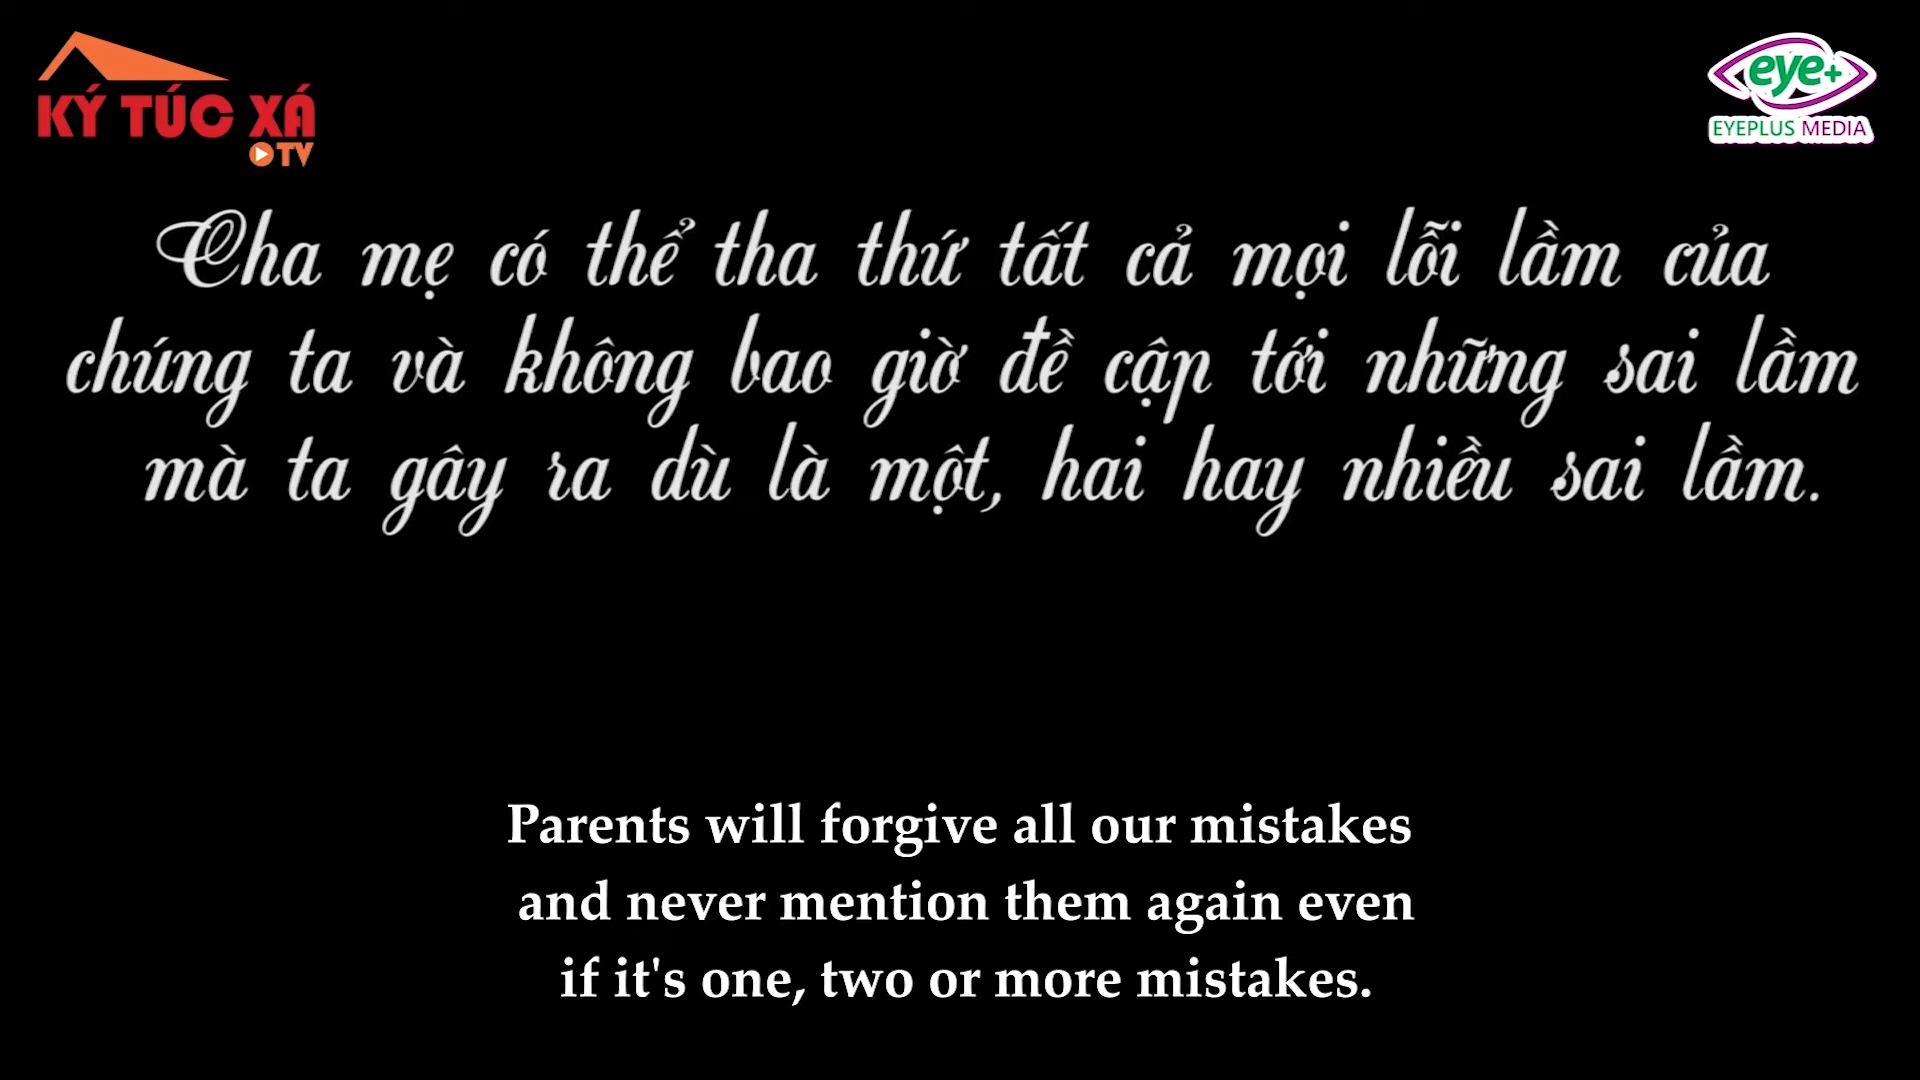 KÝ TÚC XÁ
TV
eye+
EYEPLUS MEDIA
Cha mẹ có thể tha thứ tất cả mọi lỗi lầm của
chúng ta và không bao giờ đề cập tới những sai lầm
mà ta gây ra dù là một, hai hay nhiều sai lầm.
Parents will forgive all our mistakes
and never mention them again even
if it's one, two or more mistakes.